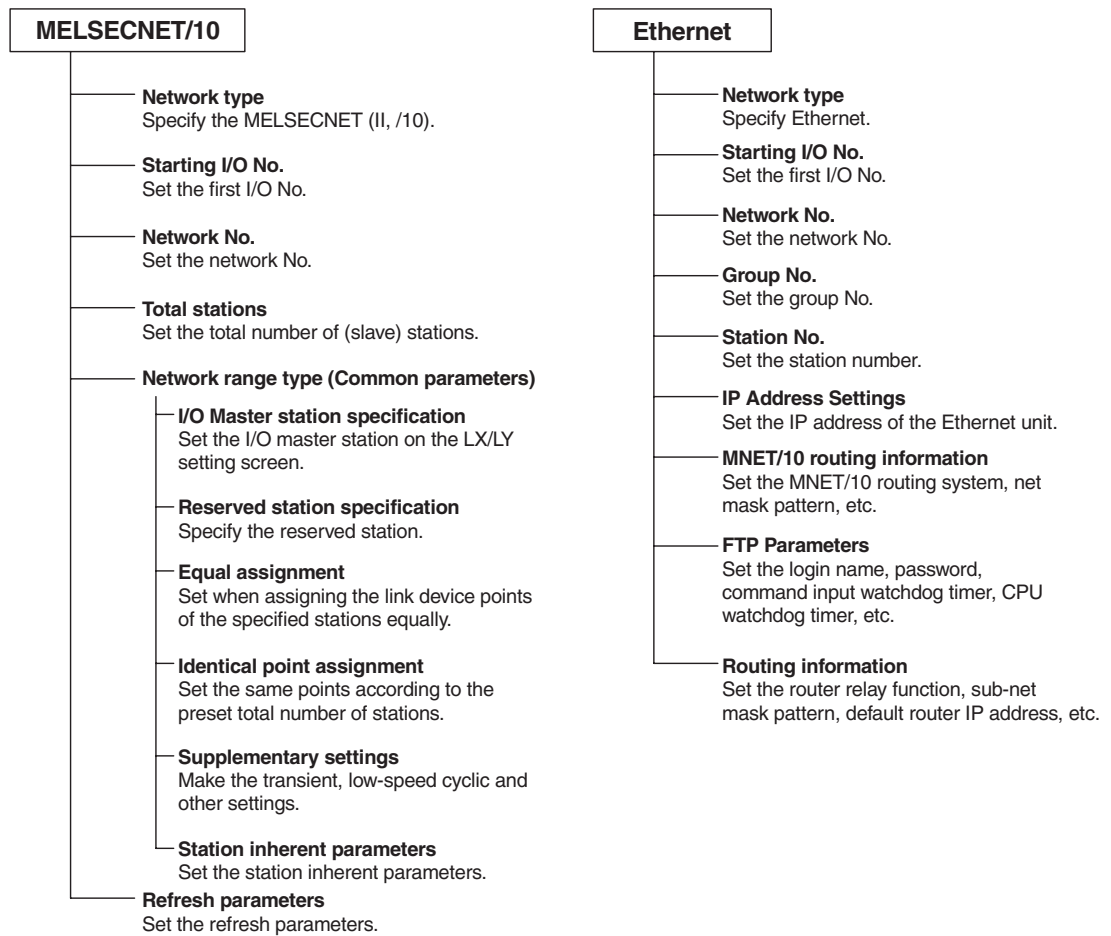 MELSECNET/10
Network type
Specify the MELSECNET (II, /10).
Starting I/O No.
Set the first I/O No.
Network No.
Set the network No.
Total stations
Set the total number of (slave) stations.
Network range type (Common parameters)
I/O Master station specification
Set the I/O master station on the LX/LY
setting screen.
Reserved station specification
Specify the reserved station.
Equal assignment
Set when assigning the link device points
of the specified stations equally.
Identical point assignment
Set the same points according to the
preset total number of stations.
Supplementary settings
Make the transient, low-speed cyclic and
other settings.
Station inherent parameters
Set the station inherent parameters.
Refresh parameters
Set the refresh parameters.
Ethernet
Network type
Specify Ethernet.
Starting I/O No.
Set the first I/O No.
Network No.
Set the network No.
Group No.
Set the group No.
Station No.
Set the station number.
IP Address Settings
Set the IP address of the Ethernet unit.
MNET/10 routing information
Set the MNET/10 routing system, net
mask pattern, etc.
FTP Parameters
Set the login name, password,
command input watchdog timer, CPU
watchdog timer, etc.
Routing information
Set the router relay function, sub-net
mask pattern, default router IP address, etc.